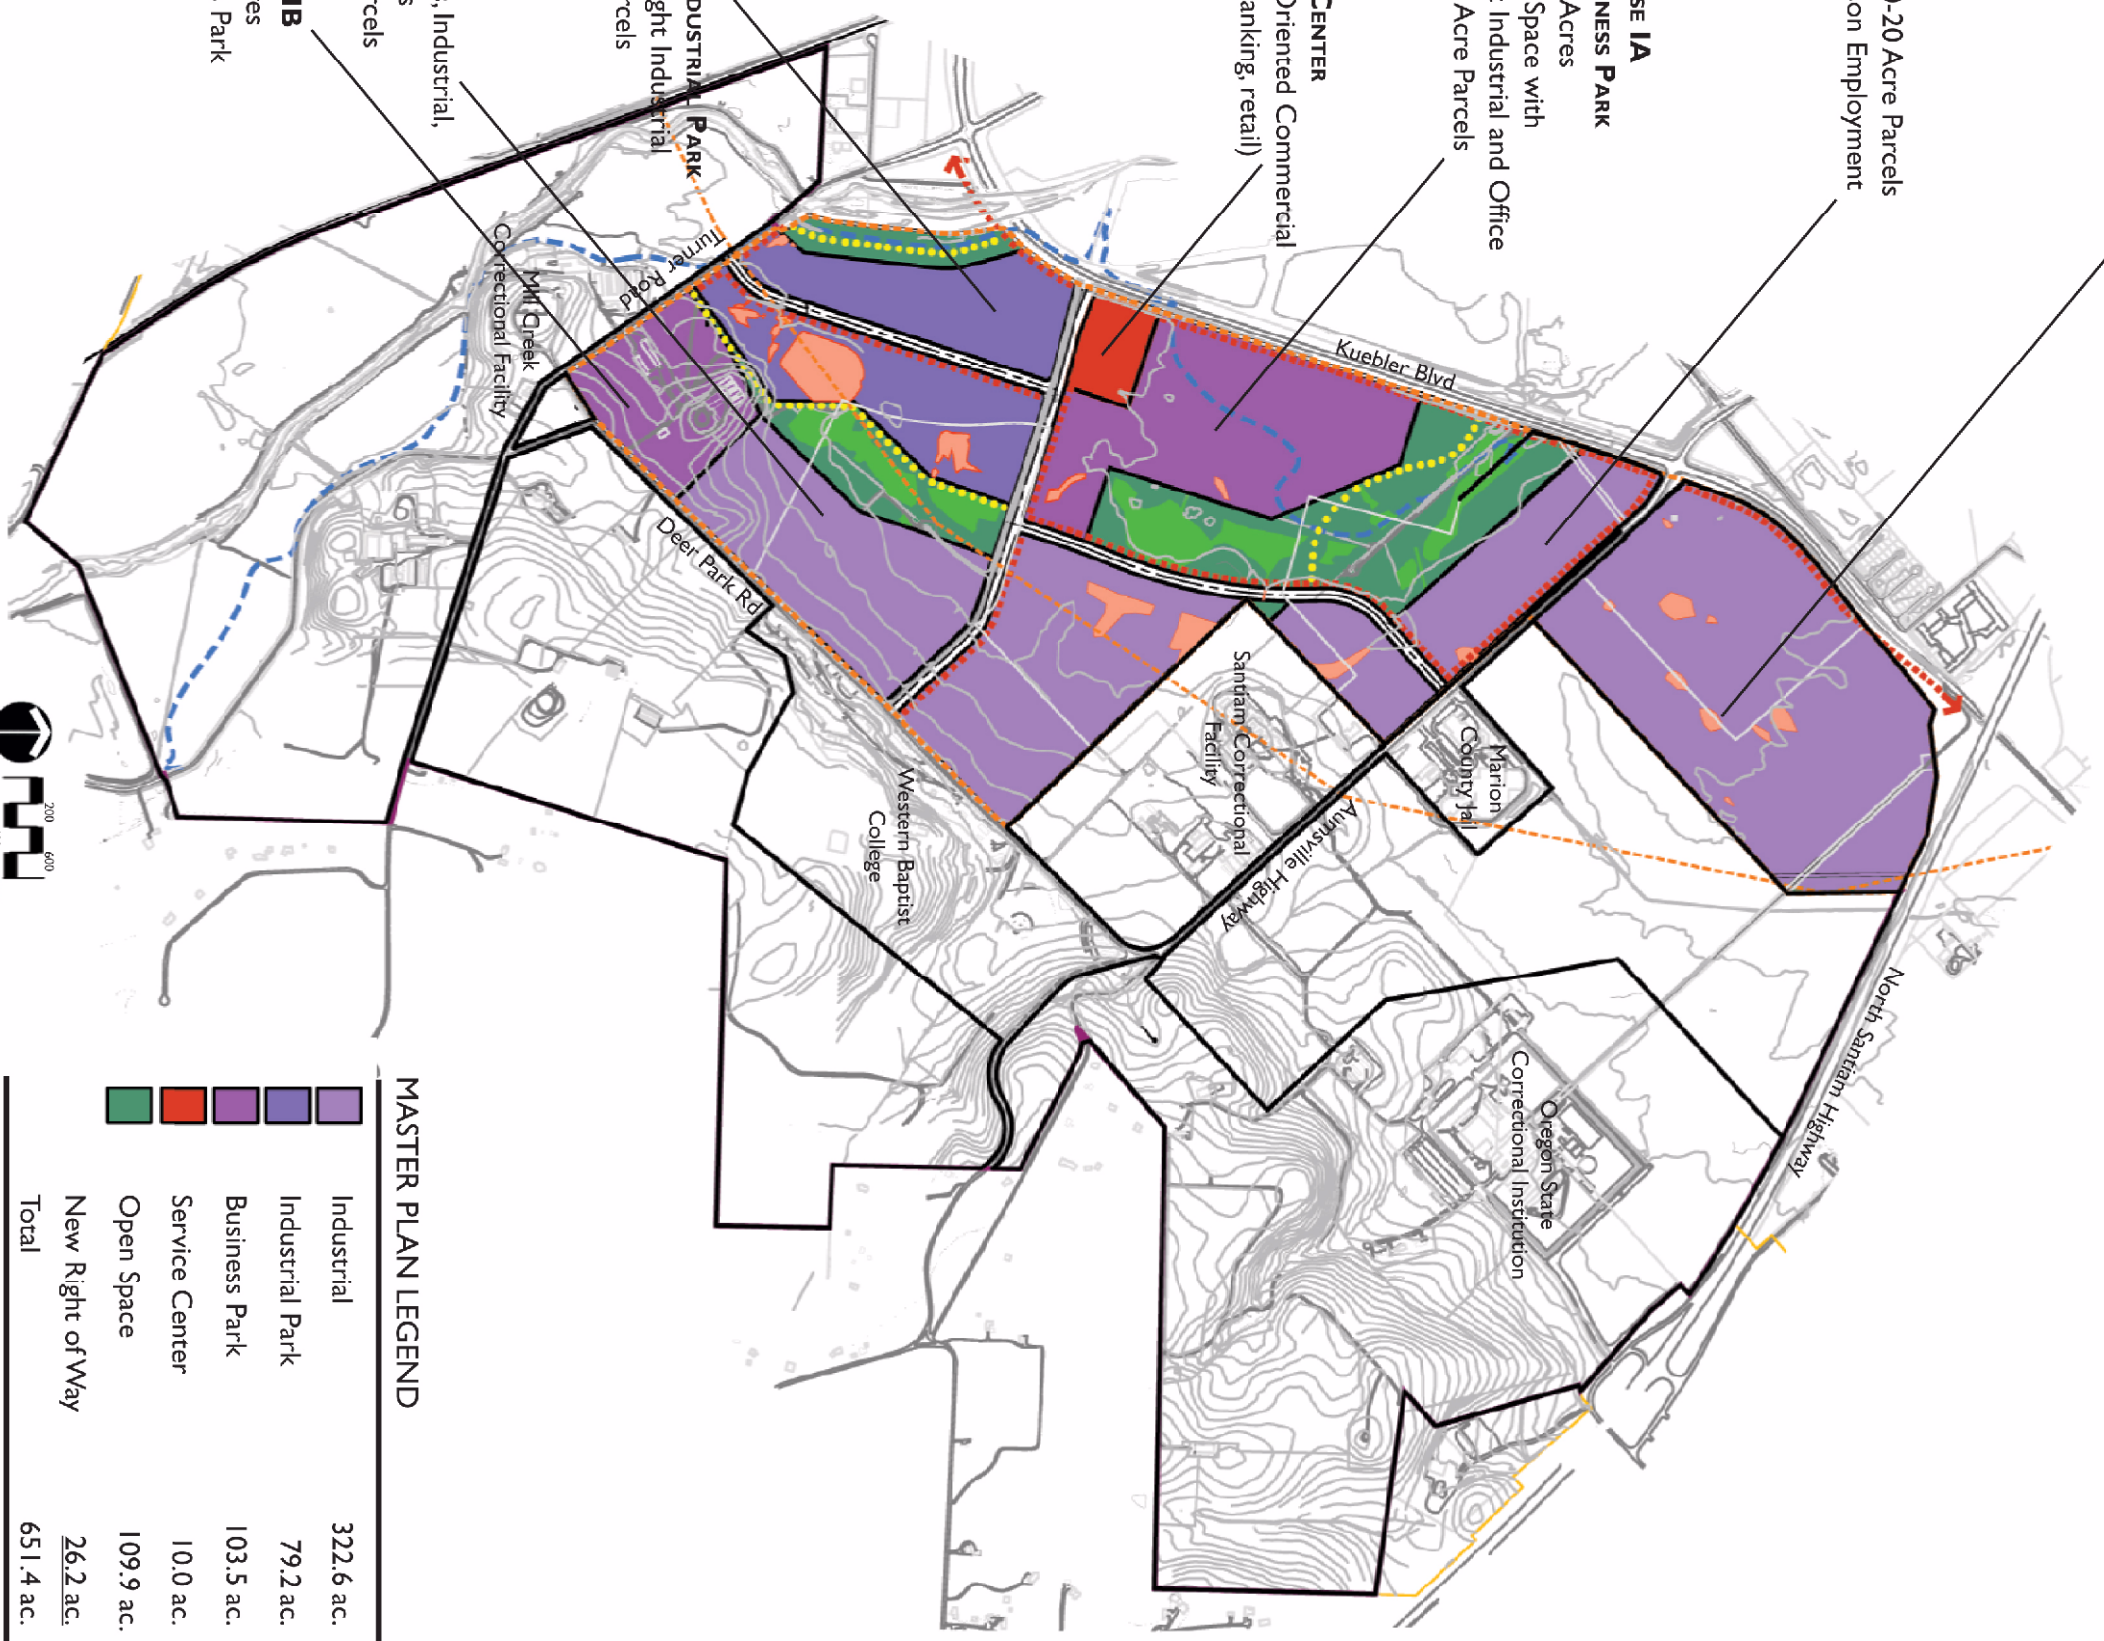 0-20 Acre Parcels
on Employment
SE IA
NESS PARK
Acres
Space with
Industrial and Office
Acre Parcels
CENTER
Oriented Commercial
anking, retail)
DUSTRIAL PARK
ght Industrial
rcels
, Industrial,
s
rcels
IB
res
Park
Kuebler Blvd
Turner Road
Mill Creek
Correctional Facility
Deer Park Rd
Santiam Correctional
Facility
Marion
County Jail
Aumsville Highway
Western Baptist
College
North Santiam Highway
Oregon State
Correctional Institution
200 600
MASTER PLAN LEGEND
Industrial 322.6 ac.
Industrial Park 79.2 ac.
Business Park 103.5 ac.
Service Center 10.0 ac.
Open Space 109.9 ac.
New Right of Way 26.2 ac.
Total 651.4 ac.